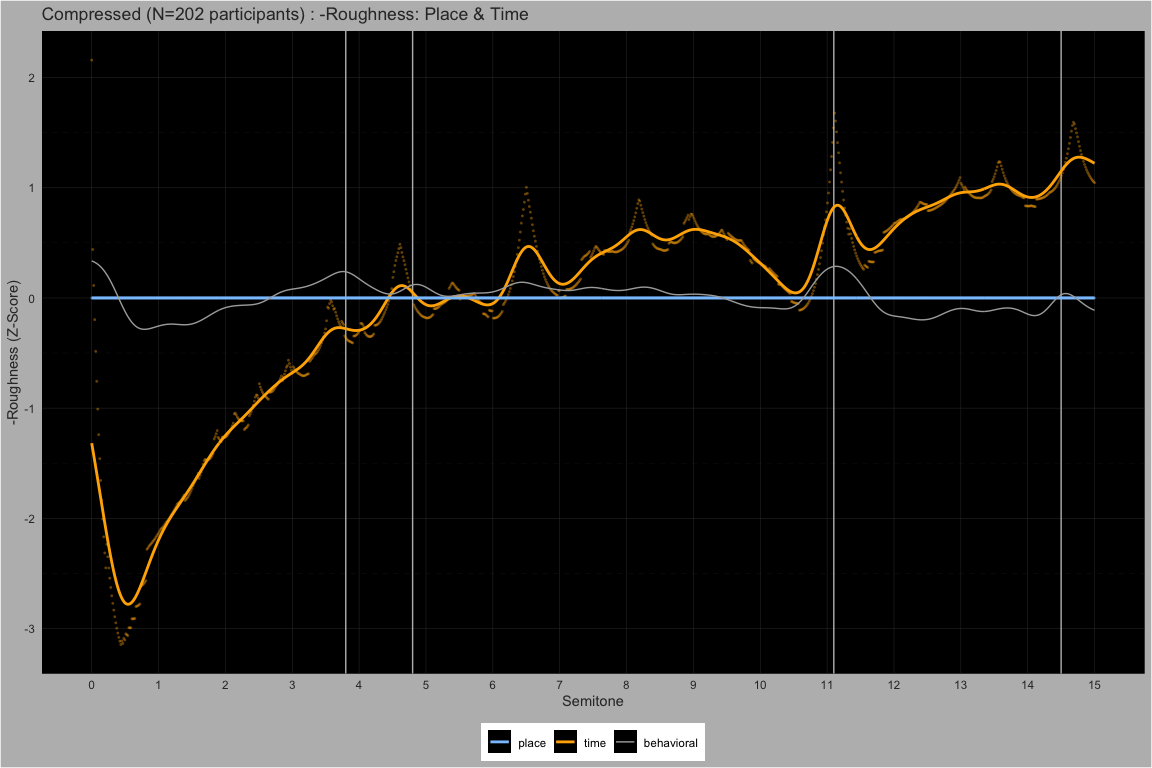 Compressed (N=202 participants) : -Roughness: Place & Time
-Roughness (Z-Score)
2
1
0
-1
-2
-3
0 1 2 3 4 5 6 7 8 9 10 11 12 13 14 15
Semitone
place time behavioral